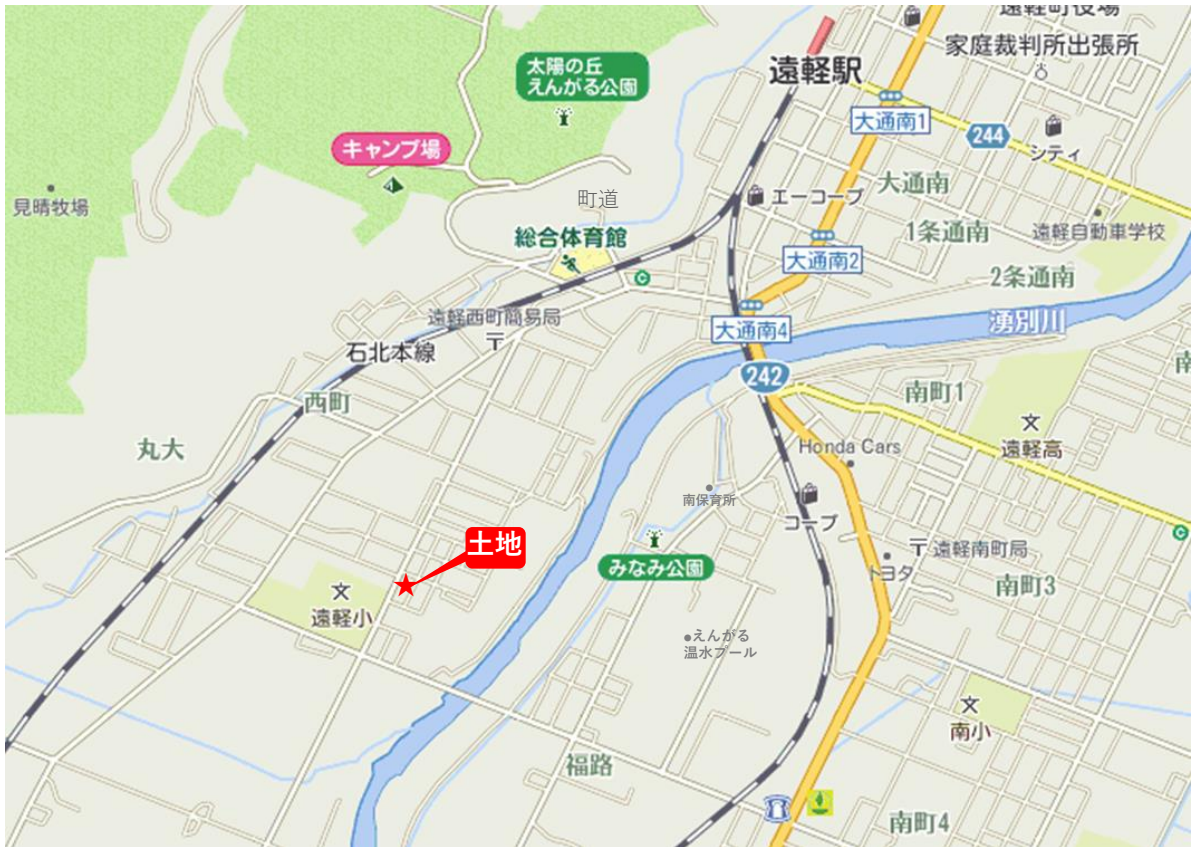 遠軽町役場
家庭裁判所出張所
遠軽駅
太陽の丘
えんがる公園
大通南1
244
シティ
キャンプ場
見晴牧場
町道
エーコープ
大通南
1条通南
遠軽自動車学校
総合体育館
大通南2
2条通南
C
遠軽西町簡易局
大通南4
湧別川
石北本線
242
南町1
南
西町
丸大
Honda Cars
遠軽高
南保育所
コープ
土地
みなみ公園
遠軽南町局
C
トヨタ
南町3
遠軽小
えんがる
温水プール
南小
福路
南町4